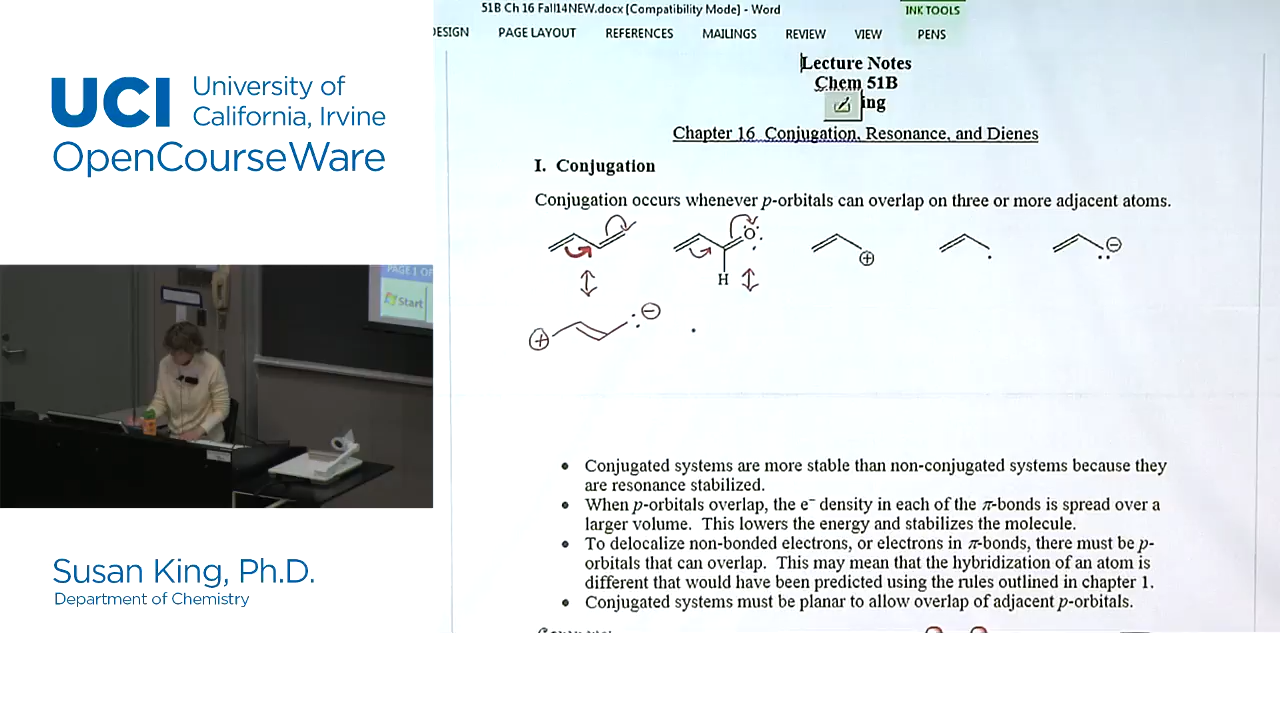 51B Ch 16 Fall14NEW.docx [Compatibility Mode] - Word
INK TOOLS
DESIGN PAGE LAYOUT REFERENCES MAILINGS REVIEW VIEW PENS
UCI University of
California, Irvine
OpenCourseWare
Lecture Notes
Chem 51B
ing
Chapter 16 Conjugation, Resonance, and Dienes
I. Conjugation
Conjugation occurs whenever p-orbitals can overlap on three or more adjacent atoms.
O
H
PAGE 1 OF
Start
• Conjugated systems are more stable than non-conjugated systems because they
are resonance stabilized.
• When p-orbitals overlap, the e⁻ density in each of the π-bonds is spread over a
larger volume. This lowers the energy and stabilizes the molecule.
• To delocalize non-bonded electrons, or electrons in π-bonds, there must be p-
orbitals that can overlap. This may mean that the hybridization of an atom is
different that would have been predicted using the rules outlined in chapter 1.
• Conjugated systems must be planar to allow overlap of adjacent p-orbitals.
Susan King, Ph.D.
Department of Chemistry